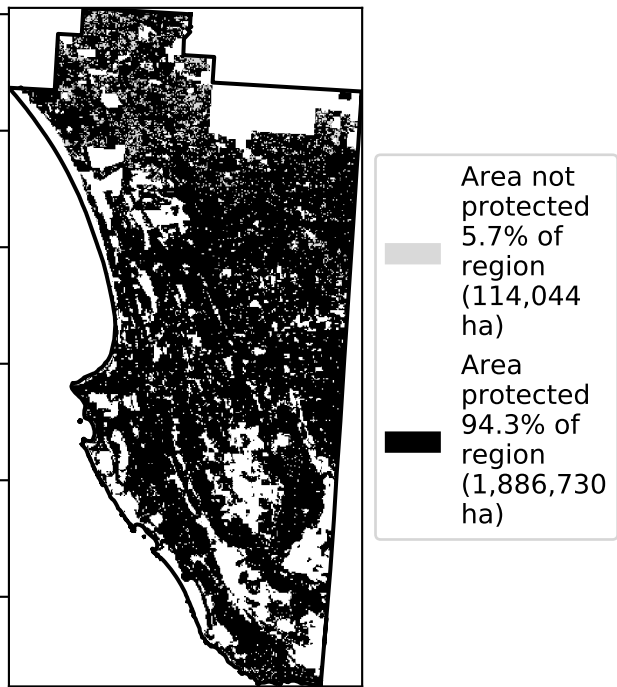 Area not
protected
5.7% of
region
(114,044
ha)
Area
protected
94.3% of
region
(1,886,730
ha)